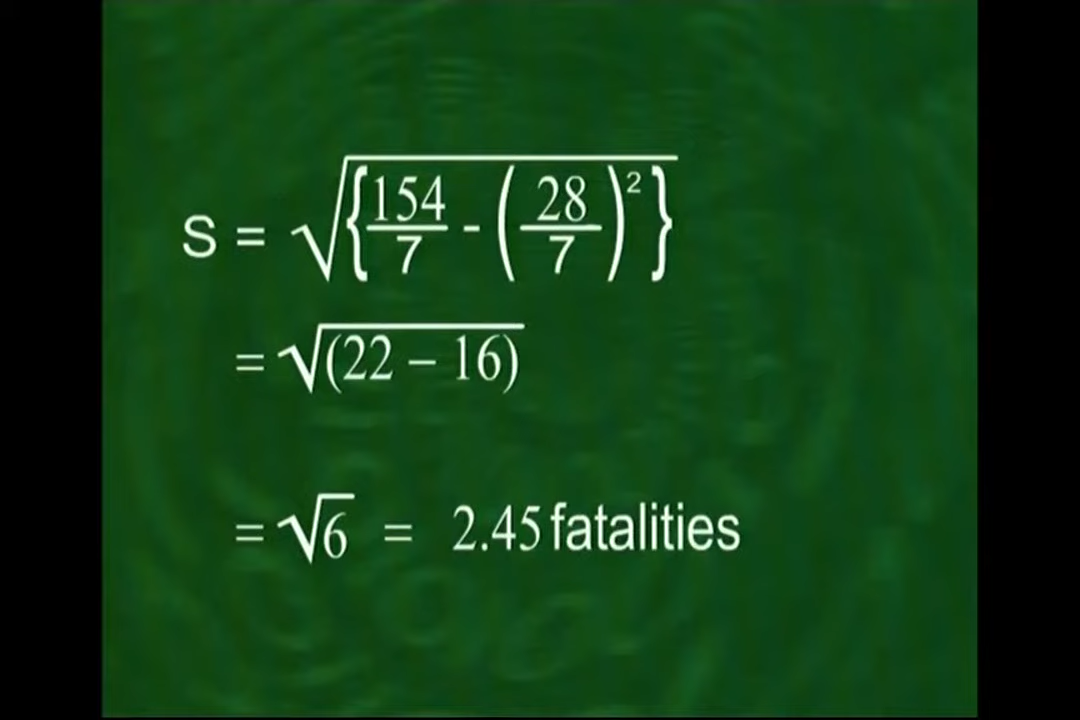 S = √{154/7 - (28/7)²}
= √(22 – 16)
= √6 = 2.45 fatalities